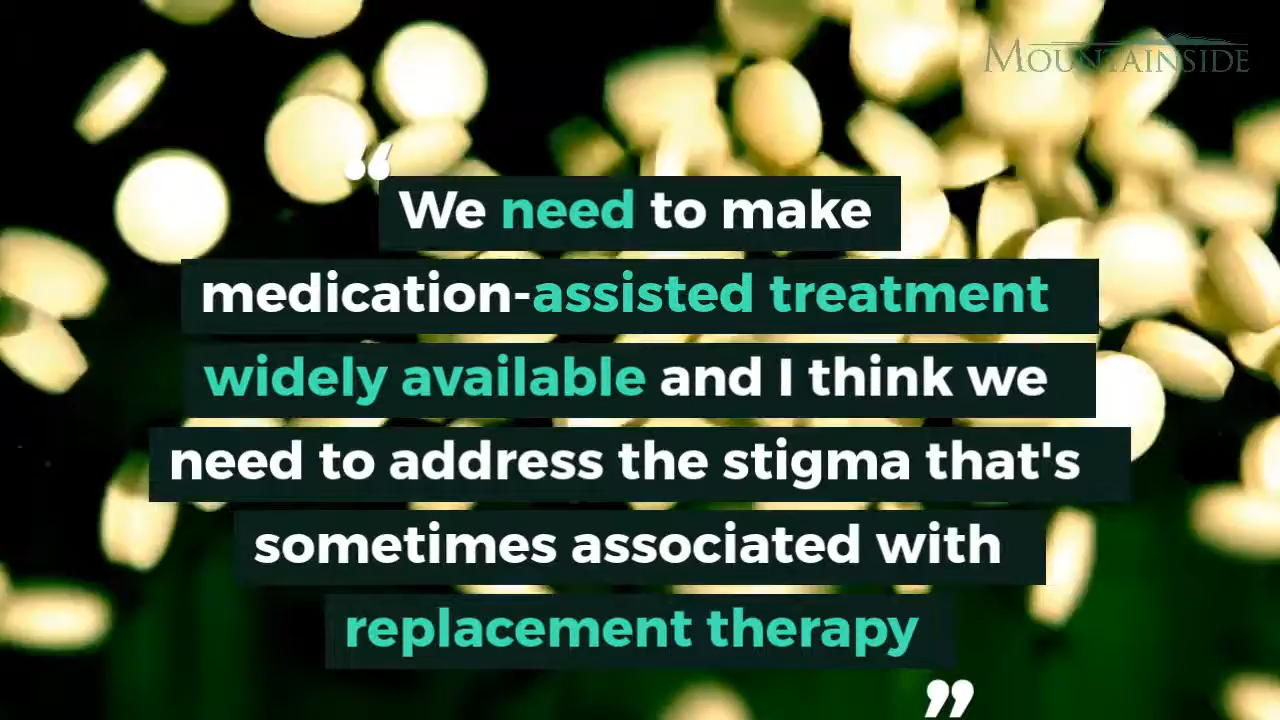 MOUNTAINSIDE
“
We need to make
medication-assisted treatment
widely available and I think we
need to address the stigma that's
sometimes associated with
replacement therapy
”